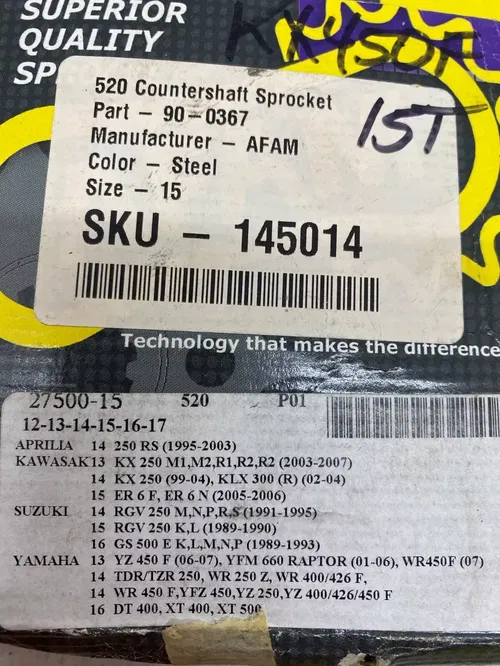 SUPERIOR
QUALITY
SP
KX450F
520 Countershaft Sprocket
Part - 90-0367
15T
Manufacturer - AFAM
Color - Steel
Size - 15
SKU - 145014
Technology that makes the difference
27500-15 520 P01
12-13-14-15-16-17
APRILIA 14 250 RS (1995-2003)
KAWASAKI 13 KX 250 M1,M2,R1,R2,R2 (2003-2007)
14 KX 250 (99-04), KLX 300 (R) (02-04)
15 ER 6 F, ER 6 N (2005-2006)
SUZUKI 14 RGV 250 M,N,P,R,S (1991-1995)
15 RGV 250 K,L (1989-1990)
16 GS 500 E K,L,M,N,P (1989-1993)
YAMAHA 13 YZ 450 F (06-07), YFM 660 RAPTOR (01-06), WR450F (07)
14 TDR/TZR 250, WR 250 Z, WR 400/426 F,
14 WR 450 F,YFZ 450,YZ 250,YZ 400/426/450 F
16 DT 400, XT 400, XT 500